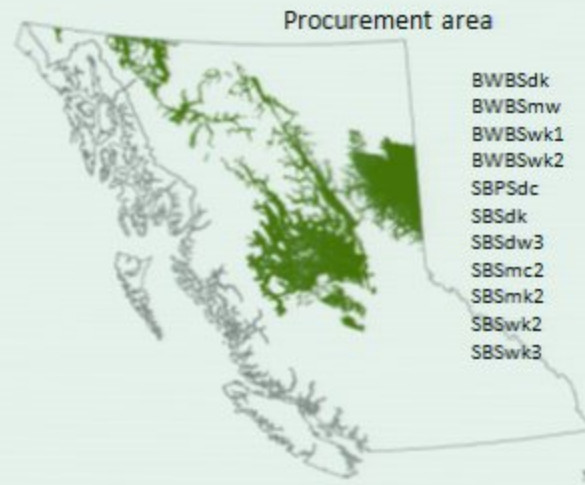 Procurement area
BWBSdk
BWBSmw
BWBSwk1
BWBSwk2
SBPSdc
SBSdk
SBSdw3
SBSmc2
SBSmk2
SBSwk2
SBSwk3